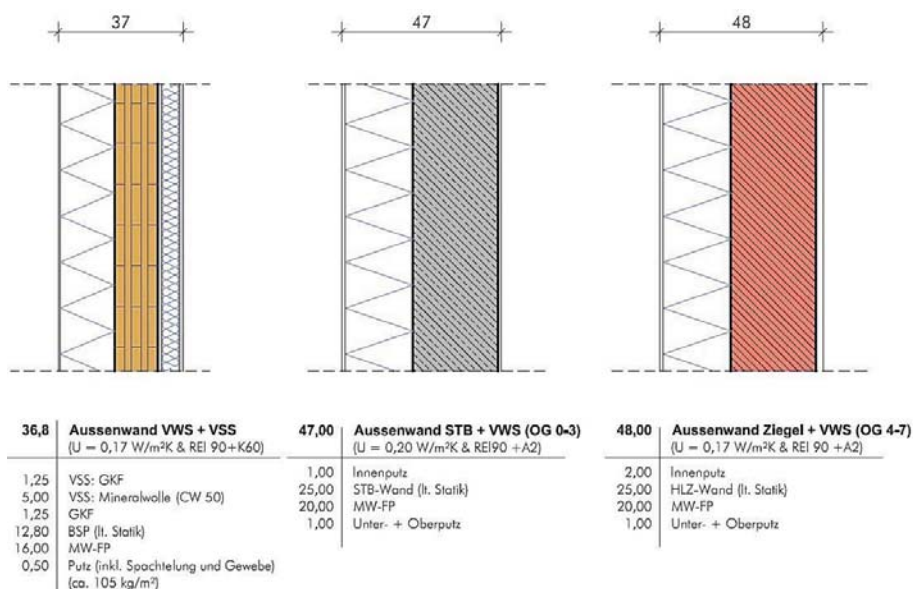 37
47
48
36,8 Aussenwand VWS + VSS
(U = 0,17 W/m²K & REI 90+K60)
1,25 VSS: GKF
5,00 VSS: Mineralwolle (CW 50)
1,25 GKF
12,80 BSP (lt. Statik)
16,00 MW-FP
0,50 Putz (inkl. Spachtelung und Gewebe)
(ca. 105 kg/m²)
47,00 Aussenwand STB + VWS (OG 0-3)
(U = 0,20 W/m²K & REI90 +A2)
1,00 Innenputz
25,00 STB-Wand (lt. Statik)
20,00 MW-FP
1,00 Unter- + Oberputz
48,00 Aussenwand Ziegel + VWS (OG 4-7)
(U = 0,17 W/m²K & REI 90 +A2)
2,00 Innenputz
25,00 HLZ-Wand (lt. Statik)
20,00 MW-FP
1,00 Unter- + Oberputz